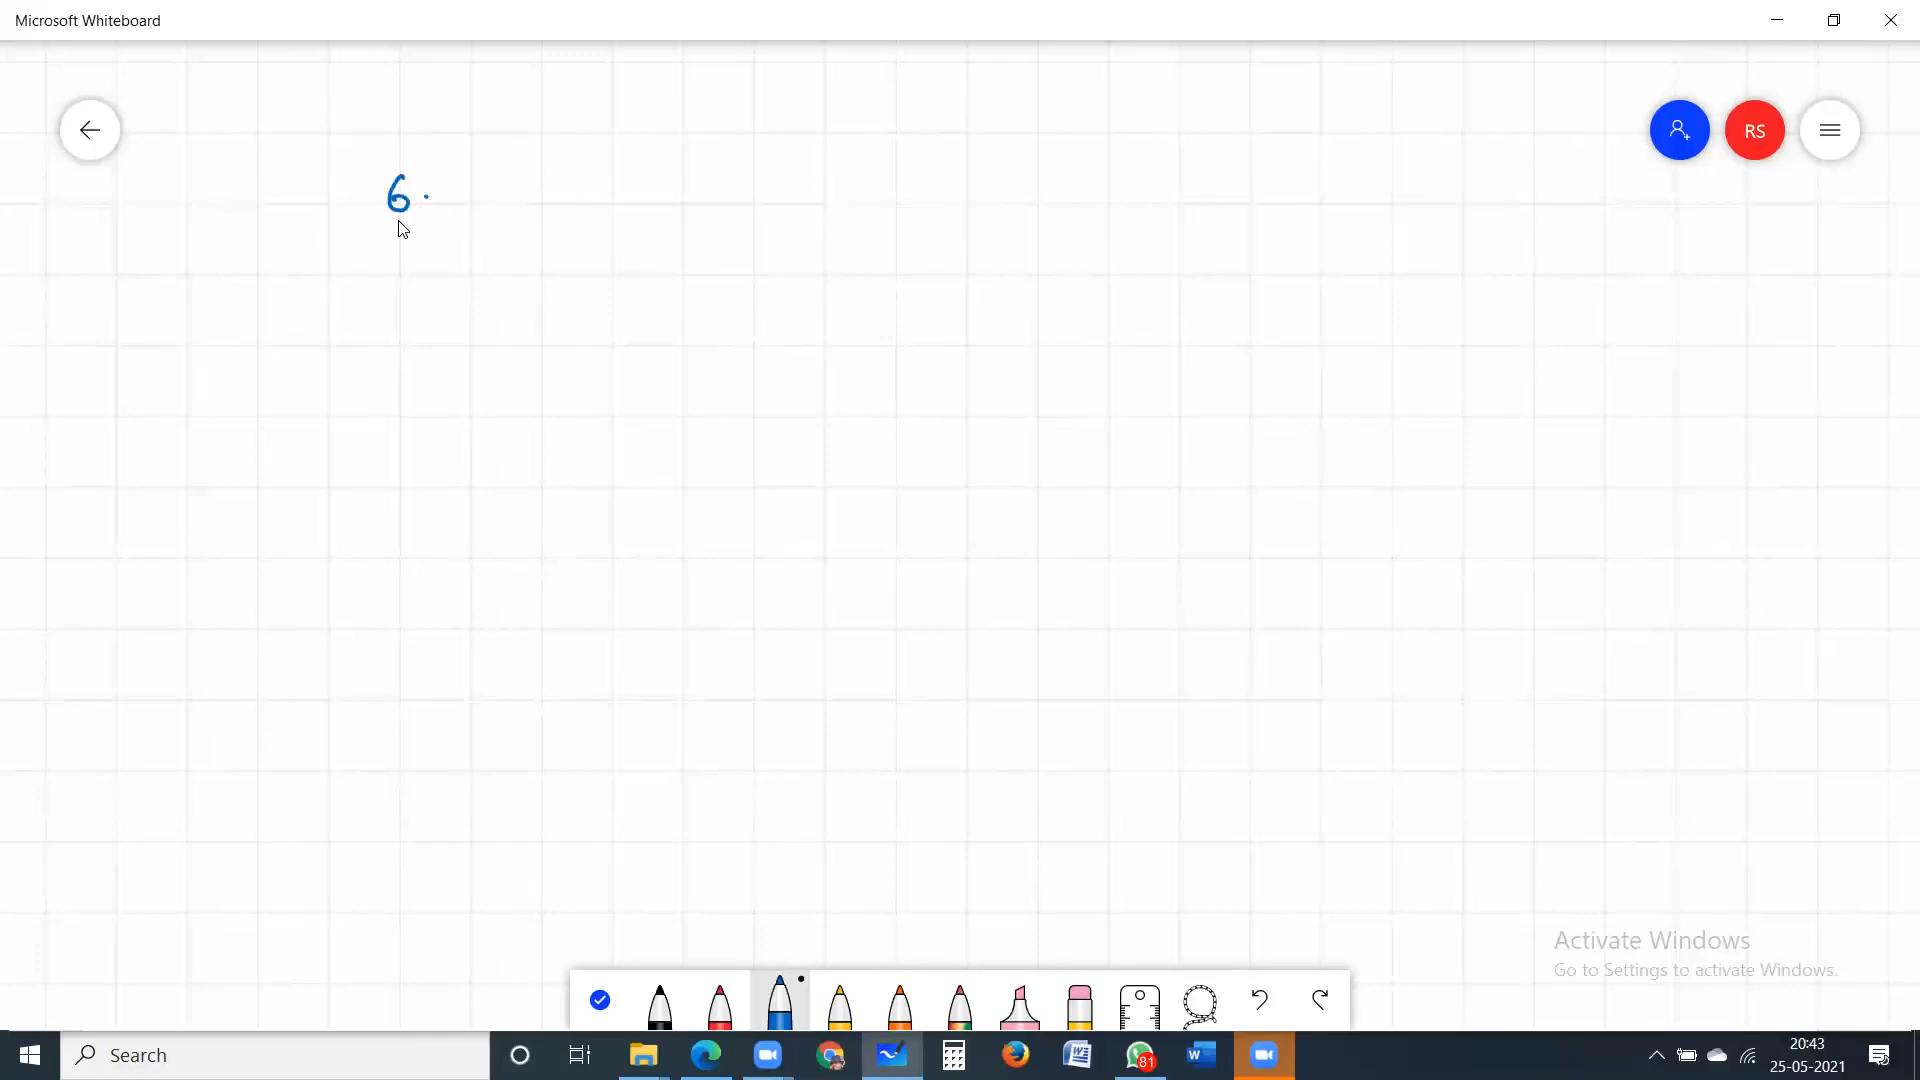 Microsoft Whiteboard
RS
6.
Activate Windows
Go to Settings to activate Windows.
Search
81
20:43
25-05-2021